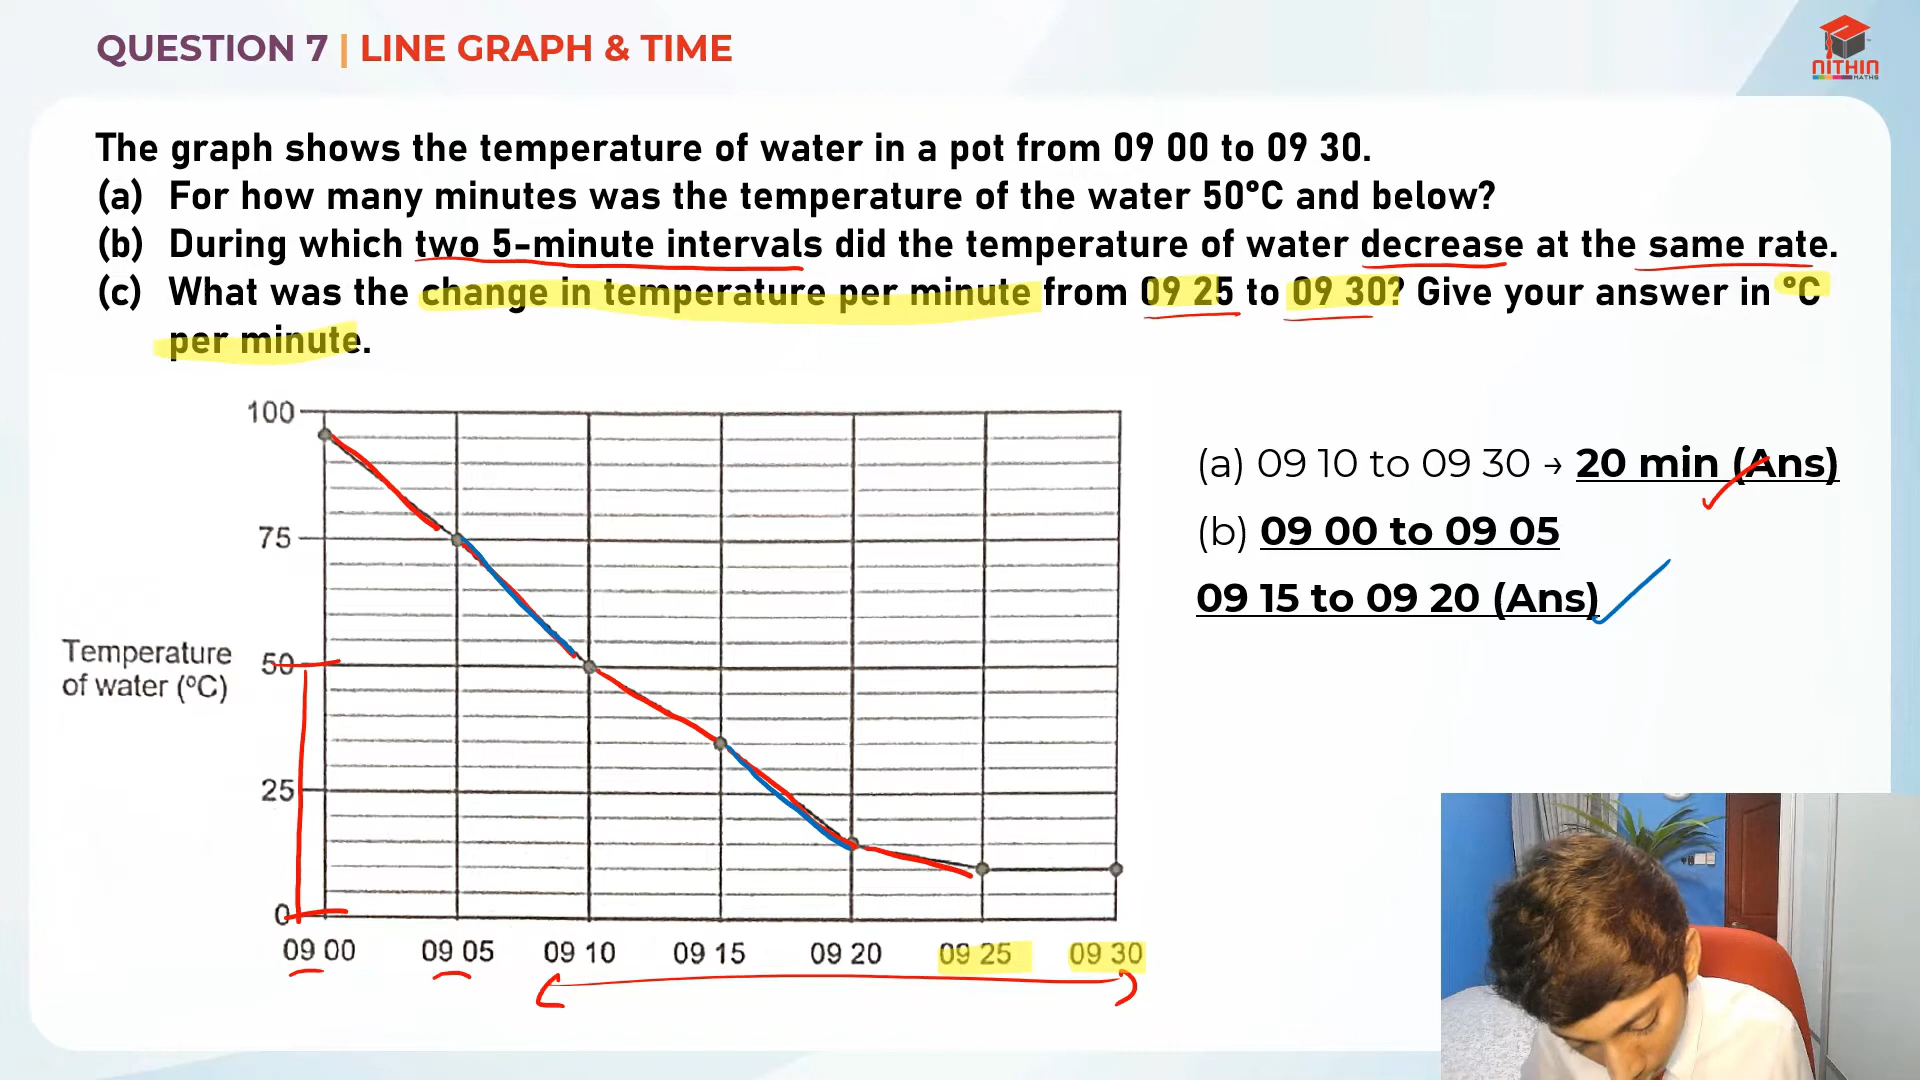 QUESTION 7 | LINE GRAPH & TIME
NITHIN
MATHS
The graph shows the temperature of water in a pot from 09 00 to 09 30.
(a) For how many minutes was the temperature of the water 50°C and below?
(b) During which two 5-minute intervals did the temperature of water decrease at the same rate.
(c) What was the change in temperature per minute from 09 25 to 09 30? Give your answer in °C
per minute.
100
75
Temperature
of water (ºC)
50
25
0
09 00 09 05 09 10 09 15 09 20 09 25 09 30
(a) 09 10 to 09 30 → 20 min (Ans)
(b) 09 00 to 09 05
09 15 to 09 20 (Ans)